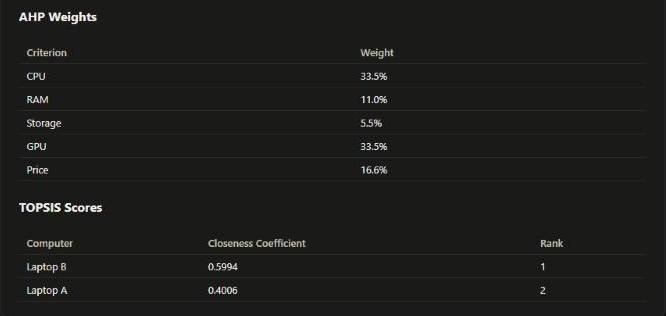 AHP Weights
Criterion Weight
CPU 33.5%
RAM 11.0%
Storage 5.5%
GPU 33.5%
Price 16.6%
TOPSIS Scores
Computer Closeness Coefficient Rank
Laptop B 0.5994 1
Laptop A 0.4006 2